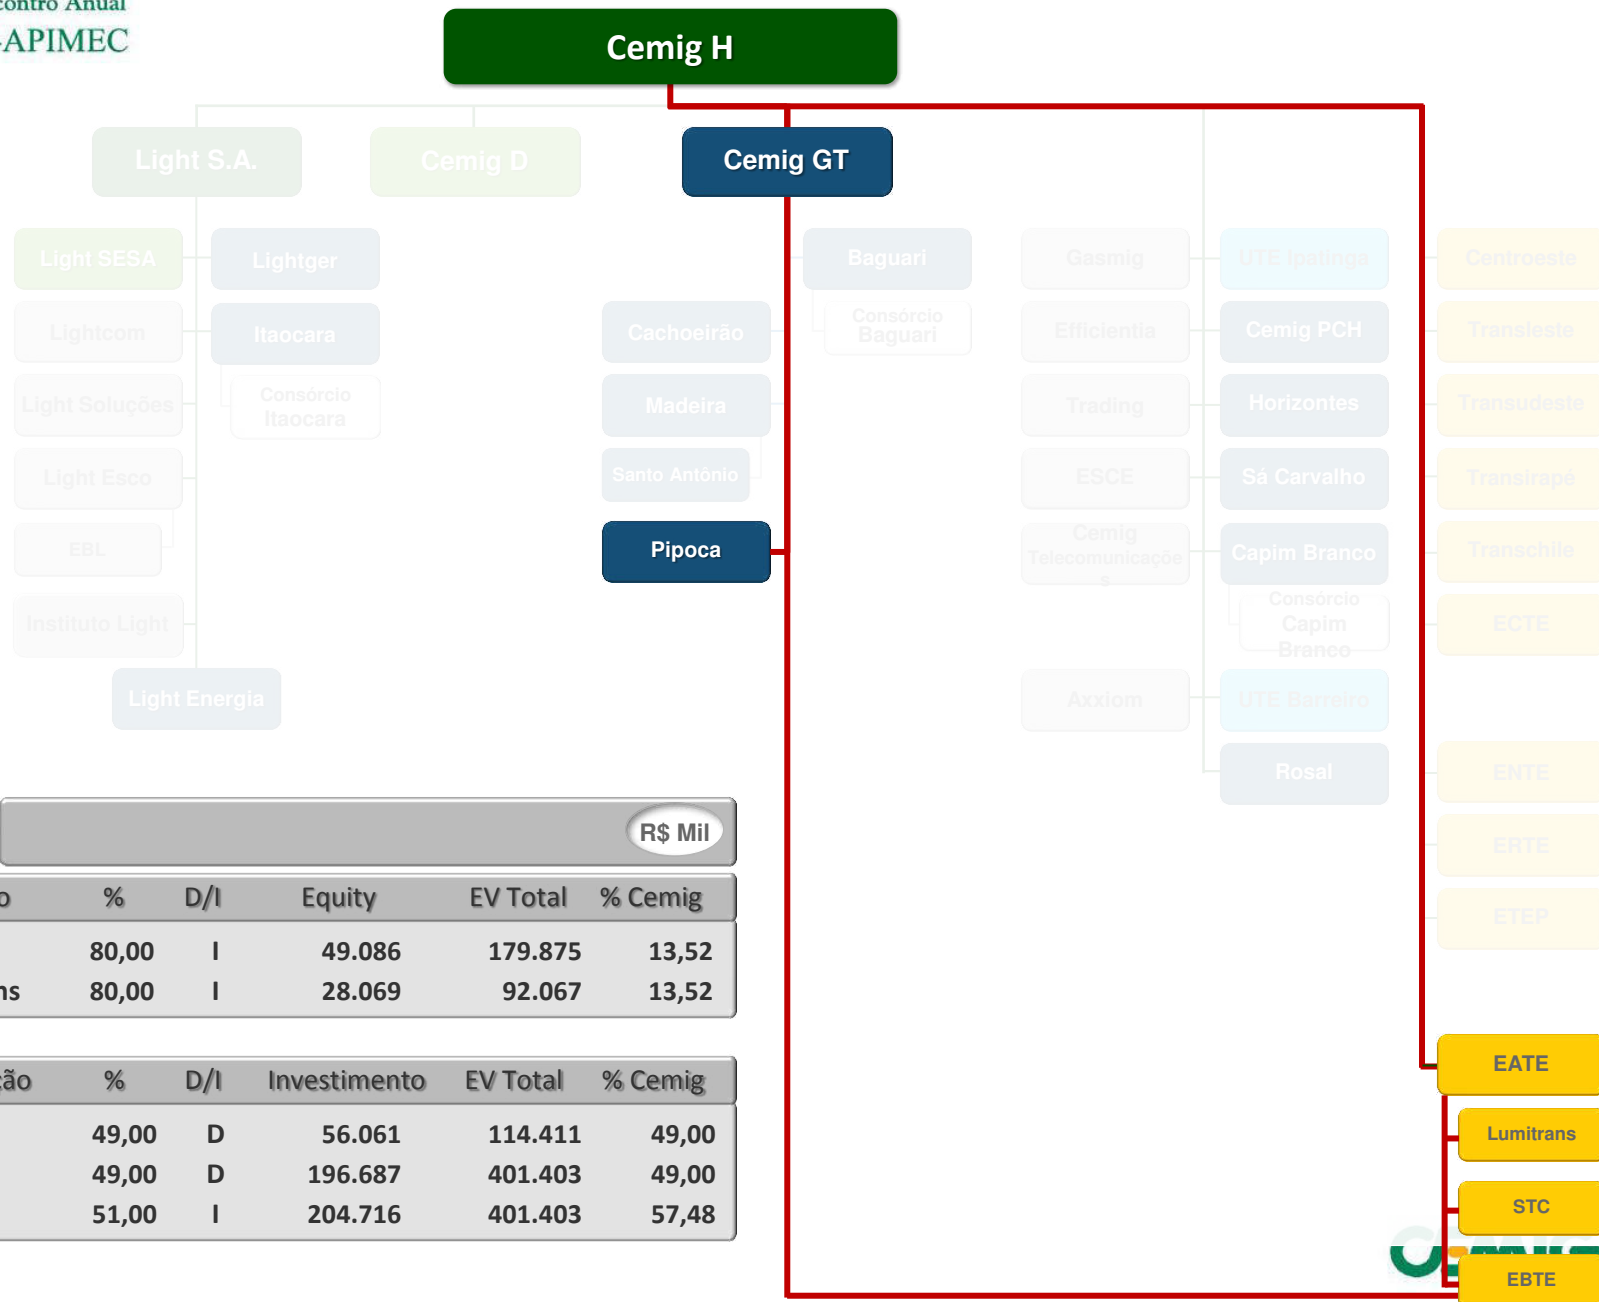 contro Anual
-APIMEC
Cemig H
Light S.A.
Cemig D
Cemig GT
Light SESA
Lightger
Baguari
Gasmig
UTE Ipatinga
Centroeste
Lightcom
Itaocara
Cachoeirão
Consórcio
Baguari
Efficientia
Cemig PCH
Transleste
Light Soluções
Consórcio
Itaocara
Madeira
Trading
Horizontes
Transudeste
Light Esco
Santo Antônio
ESCE
Sá Carvalho
Transirapé
EBL
Pipoca
Cemig
Telecomunicaçõe
s
Capim Branco
Transchile
Instituto Light
Consórcio
Capim
Branco
ECTE
Light Energia
Axxiom
UTE Barreiro
Rosal
ENTE
R$ Mil
ERTE
o % D/I Equity EV Total % Cemig
ETEP
80,00 I 49.086 179.875 13,52
ns 80,00 I 28.069 92.067 13,52
ção % D/I Investimento EV Total % Cemig
49,00 D 56.061 114.411 49,00
49,00 D 196.687 401.403 49,00
51,00 I 204.716 401.403 57,48
EATE
Lumitrans
STC
CEMIG
EBTE